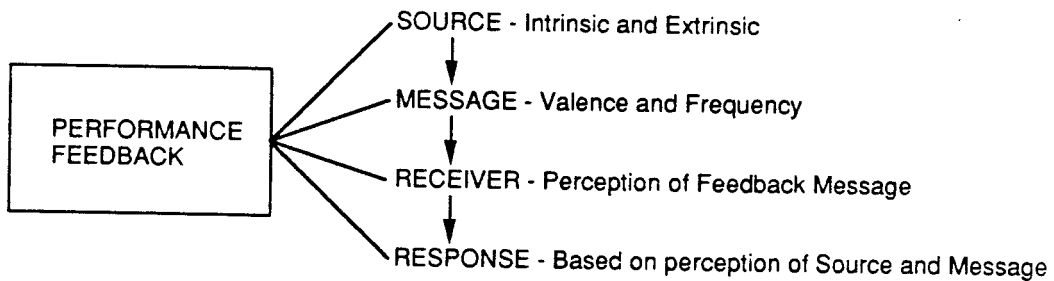 SOURCE - Intrinsic and Extrinsic
MESSAGE - Valence and Frequency
PERFORMANCE
FEEDBACK
RECEIVER - Perception of Feedback Message
RESPONSE - Based on perception of Source and Message